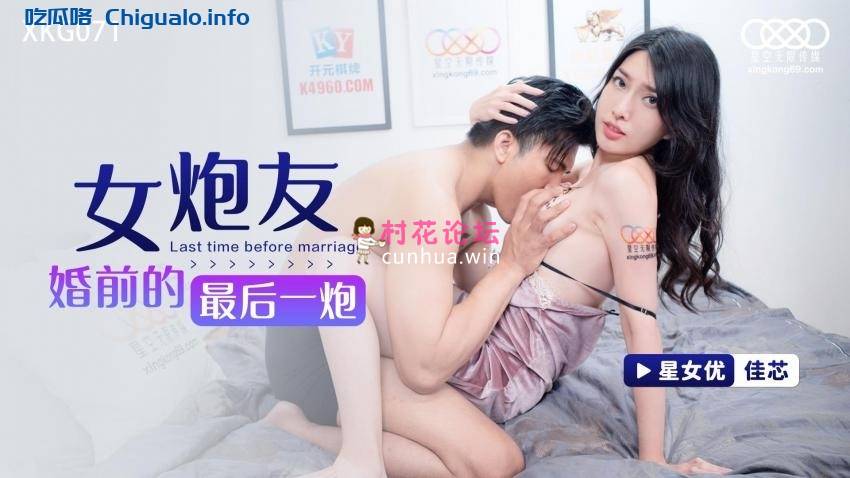 吃瓜咯 Chigualo.info
XKG071
KY
开元棋牌
K4960.COM
星空无限传媒
xingkong69.com
女炮友
Last time before marriag
村花论坛
cunhua.win
> > > > > > > >
婚前的
最后一炮
星空无限传媒
星女优 佳芯